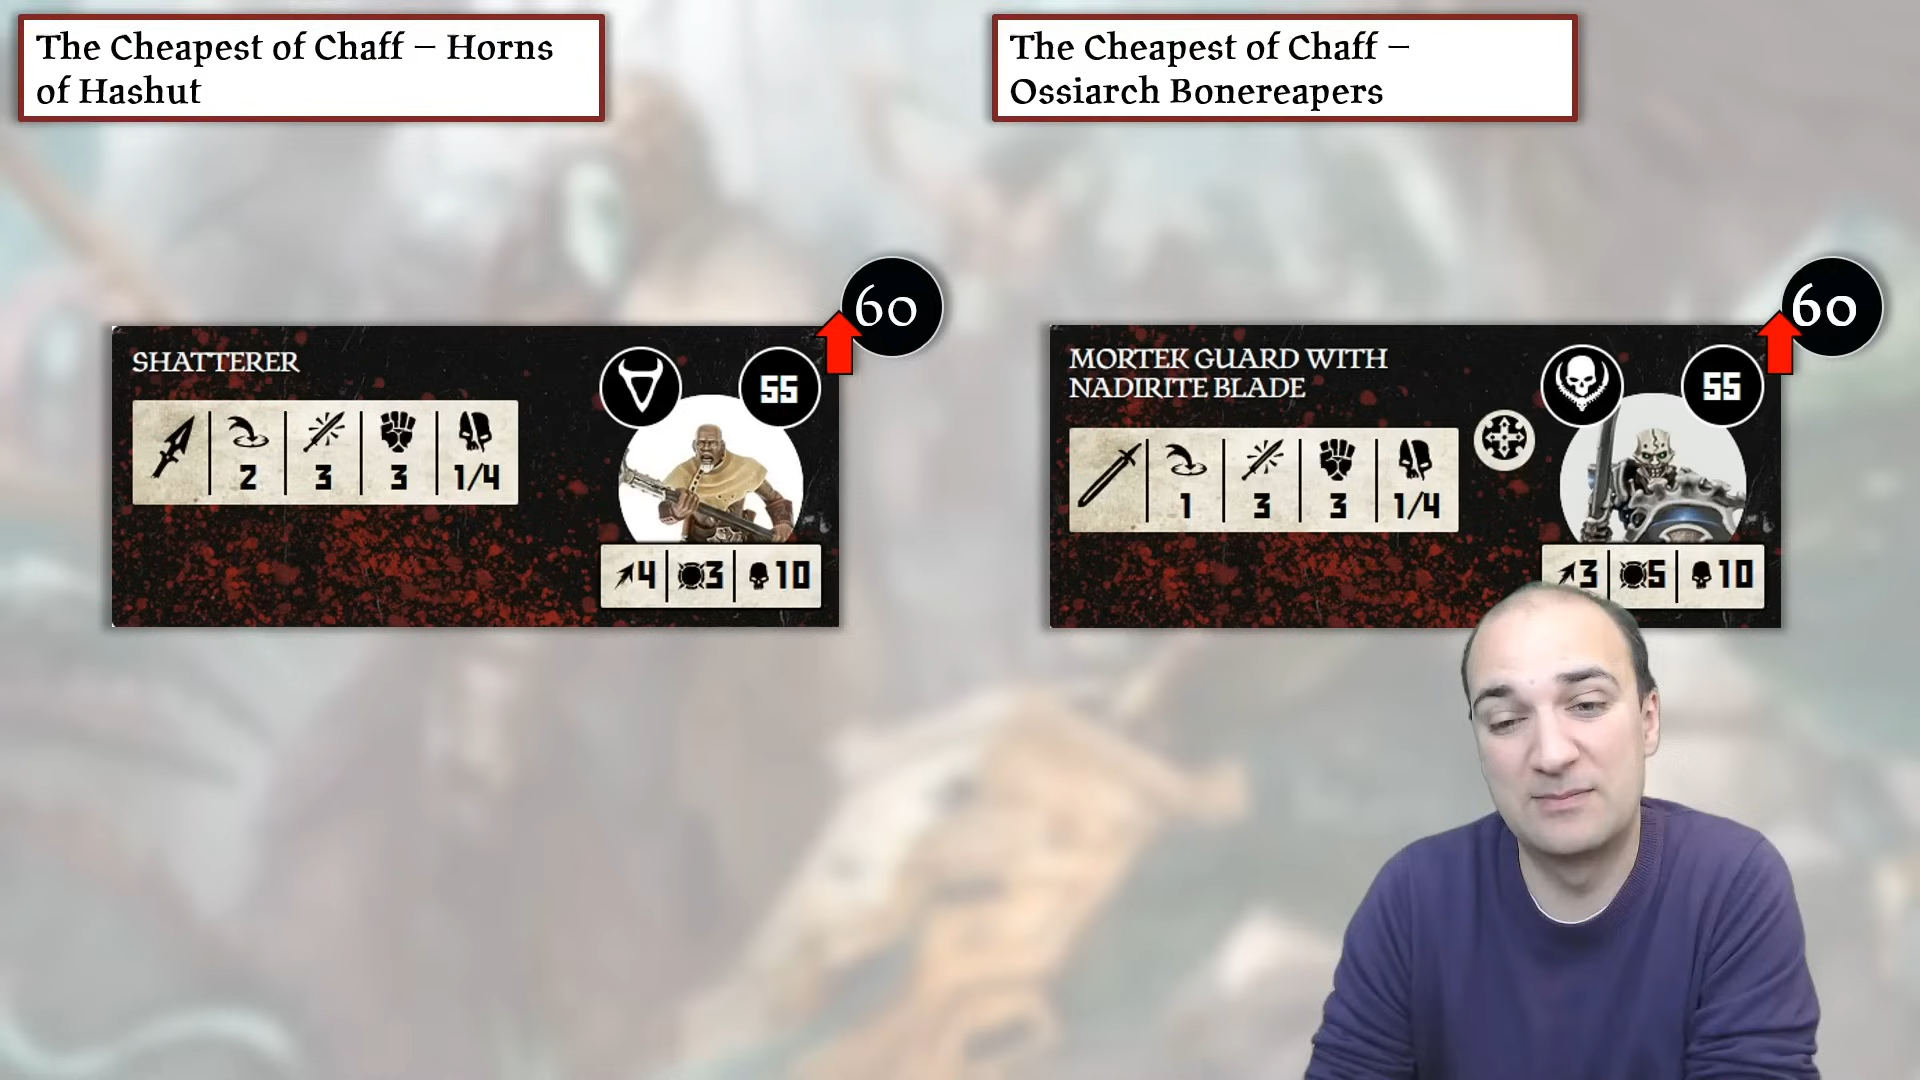 The Cheapest of Chaff – Horns
of Hashut
The Cheapest of Chaff –
Ossiarch Bonereapers
60
SHATTERER
55
2 3 3 1/4
4 3 10
60
MORTEK GUARD WITH
NADIRITE BLADE
55
1 3 3 1/4
3 5 10